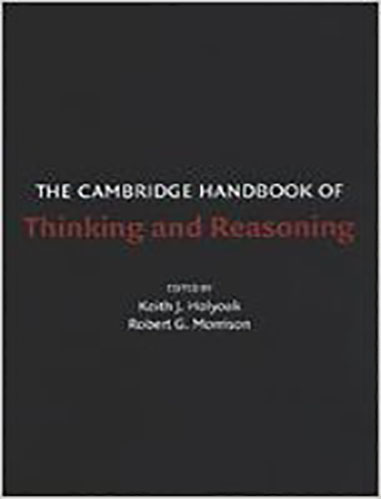 THE CAMBRIDGE HANDBOOK OF
Thinking and Reasoning
EDITED BY
Keith J. Holyoak
Robert G. Morrison